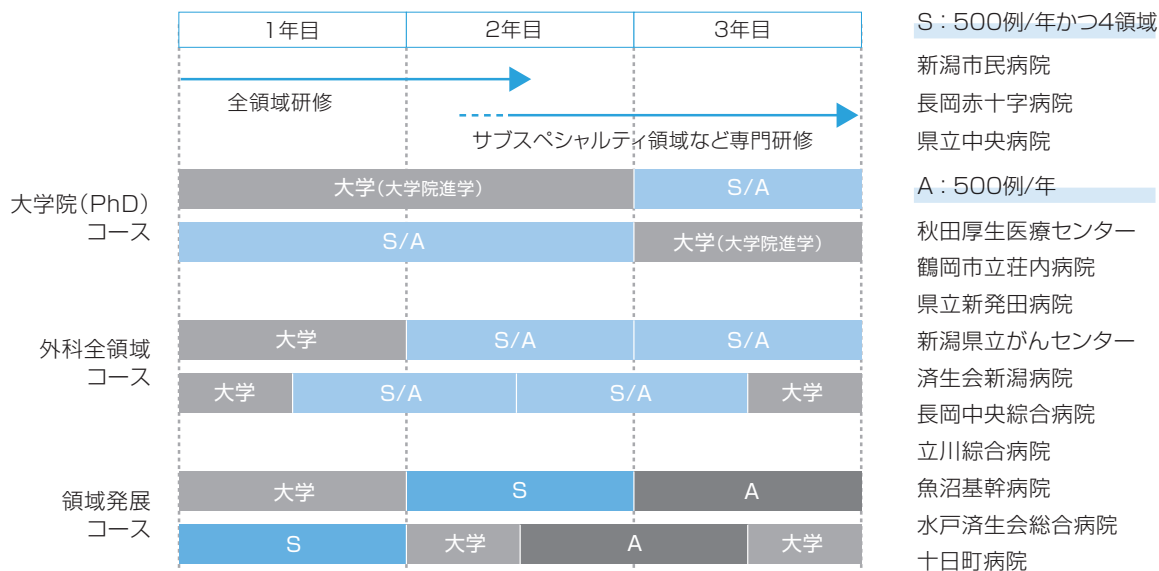 1年目 2年目 3年目
全領域研修
サブスペシャルティ領域など専門研修
大学院(PhD)
コース
大学(大学院進学) S/A
S/A 大学(大学院進学)
外科全領域
コース
大学 S/A S/A
大学 S/A S/A 大学
領域発展
コース
大学 S A
S 大学 A 大学
S:500例/年かつ4領域
新潟市民病院
長岡赤十字病院
県立中央病院
A:500例/年
秋田厚生医療センター
鶴岡市立荘内病院
県立新発田病院
新潟県立がんセンター
済生会新潟病院
長岡中央綜合病院
立川綜合病院
魚沼基幹病院
水戸済生会総合病院
十日町病院